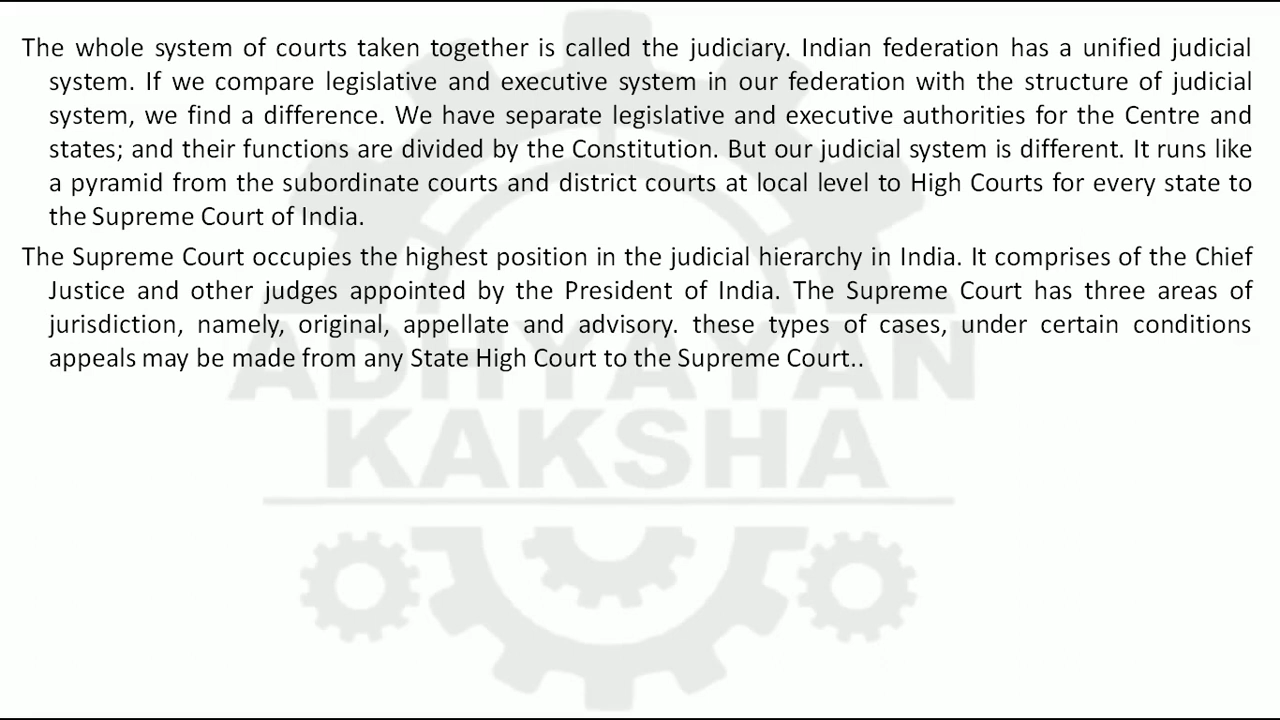 The whole system of courts taken together is called the judiciary. Indian federation has a unified judicial
system. If we compare legislative and executive system in our federation with the structure of judicial
system, we find a difference. We have separate legislative and executive authorities for the Centre and
states; and their functions are divided by the Constitution. But our judicial system is different. It runs like
a pyramid from the subordinate courts and district courts at local level to High Courts for every state to
the Supreme Court of India.
The Supreme Court occupies the highest position in the judicial hierarchy in India. It comprises of the Chief
Justice and other judges appointed by the President of India. The Supreme Court has three areas of
jurisdiction, namely, original, appellate and advisory. these types of cases, under certain conditions
appeals may be made from any State High Court to the Supreme Court..
ADHYAYAN
KAKSHA